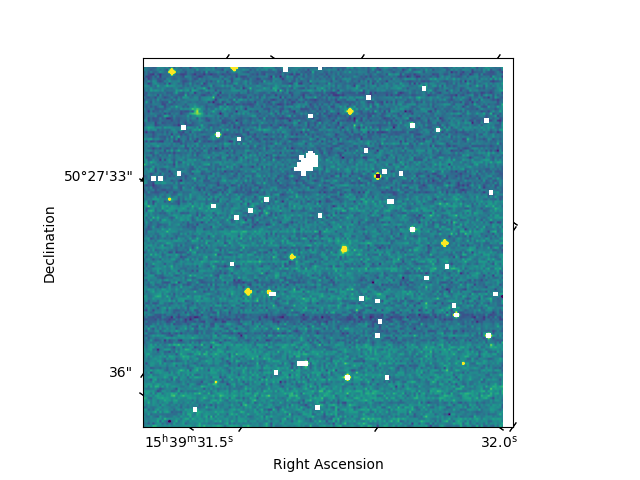 50°27'33"
Declination
36"
15ʰ39ᵐ31.5ˢ
32.0ˢ
Right Ascension